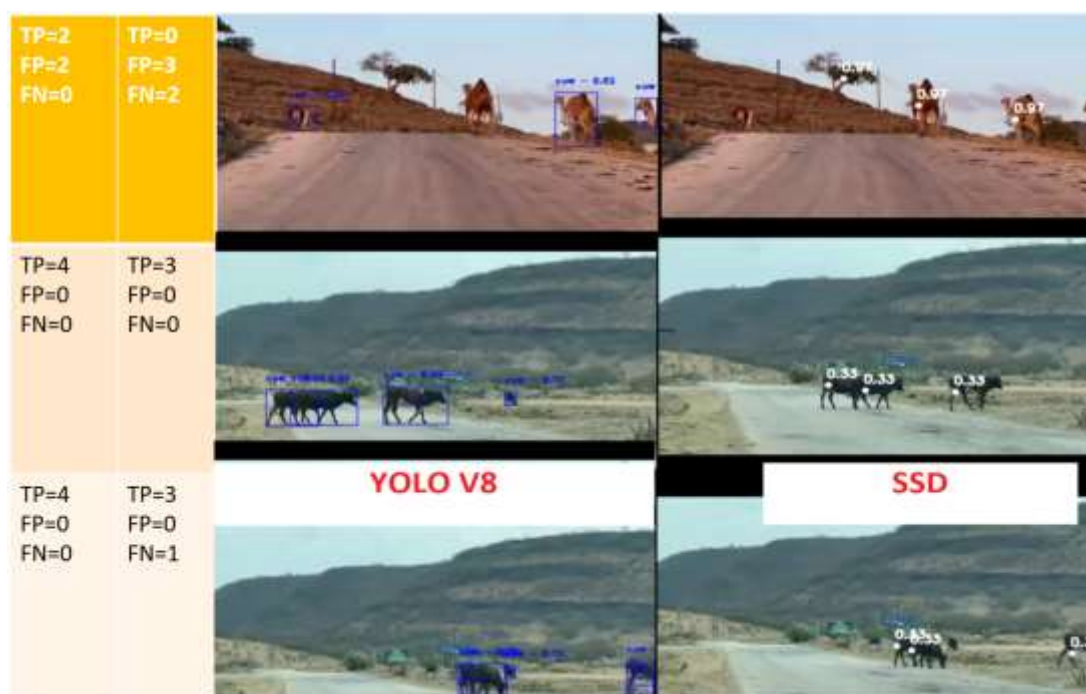 TP=2 TP=0
FP=2 FP=3
FN=0 FN=2
0.97
0.97
0.97
TP=4 TP=3
FP=0 FP=0
FN=0 FN=0
0.33
0.33
0.33
YOLO V8 SSD
TP=4 TP=3
FP=0 FP=0
FN=0 FN=1
0.33